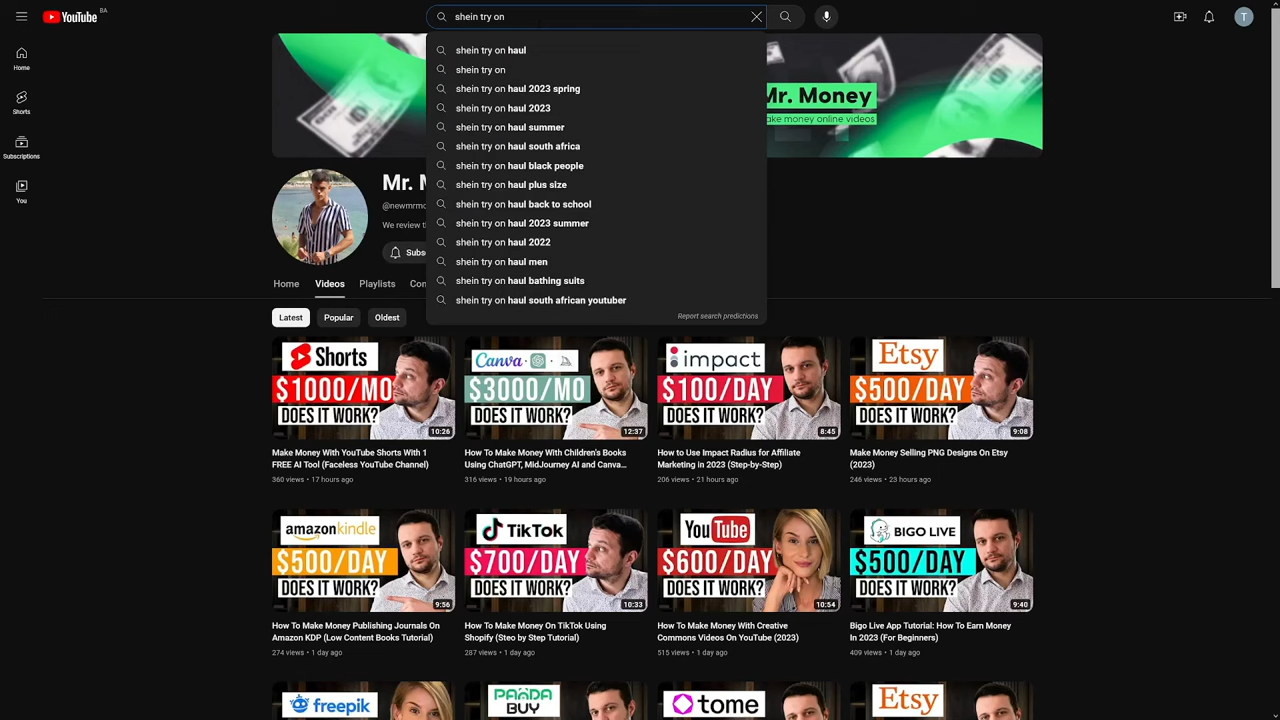 YouTube BA
shein try on
T
Home
Shorts
Subscriptions
You
shein try on haul
shein try on
shein try on haul 2023 spring
shein try on haul 2023
shein try on haul summer
shein try on haul south africa
shein try on haul black people
shein try on haul plus size
shein try on haul back to school
shein try on haul 2023 summer
shein try on haul 2022
shein try on haul men
shein try on haul bathing suits
shein try on haul south african youtuber
Report search predictions
Mr. Money
ake money online videos
Mr. M
@newmrmo
We review t
Subs
Home Videos Playlists Con
Latest Popular Oldest
Shorts
$1000/MO
DOES IT WORK?
10:26
Make Money With YouTube Shorts With 1
FREE AI Tool (Faceless YouTube Channel)
360 views • 17 hours ago
Canva
$3000/MO
DOES IT WORK?
12:37
How To Make Money With Children's Books
Using ChatGPT, MidJourney AI and Canva...
316 views • 19 hours ago
impact
$100/DAY
DOES IT WORK?
8:45
How to Use Impact Radius for Affiliate
Marketing in 2023 (Step-by-Step)
206 views • 21 hours ago
Etsy
$500/DAY
DOES IT WORK?
9:08
Make Money Selling PNG Designs On Etsy
(2023)
246 views • 23 hours ago
amazonkindle
$500/DAY
DOES IT WORK?
9:56
How To Make Money Publishing Journals On
Amazon KDP (Low Content Books Tutorial)
274 views • 1 day ago
TikTok
$700/DAY
DOES IT WORK?
10:33
How To Make Money On TikTok Using
Shopify (Steo by Step Tutorial)
287 views • 1 day ago
YouTube
$600/DAY
DOES IT WORK?
10:54
How To Make Money With Creative
Commons Videos On YouTube (2023)
515 views • 1 day ago
BIGO LIVE
$500/DAY
DOES IT WORK?
9:40
Bigo Live App Tutorial: How To Earn Money
In 2023 (For Beginners)
409 views • 1 day ago
freepik
PANDA
BUY
tome
Etsy